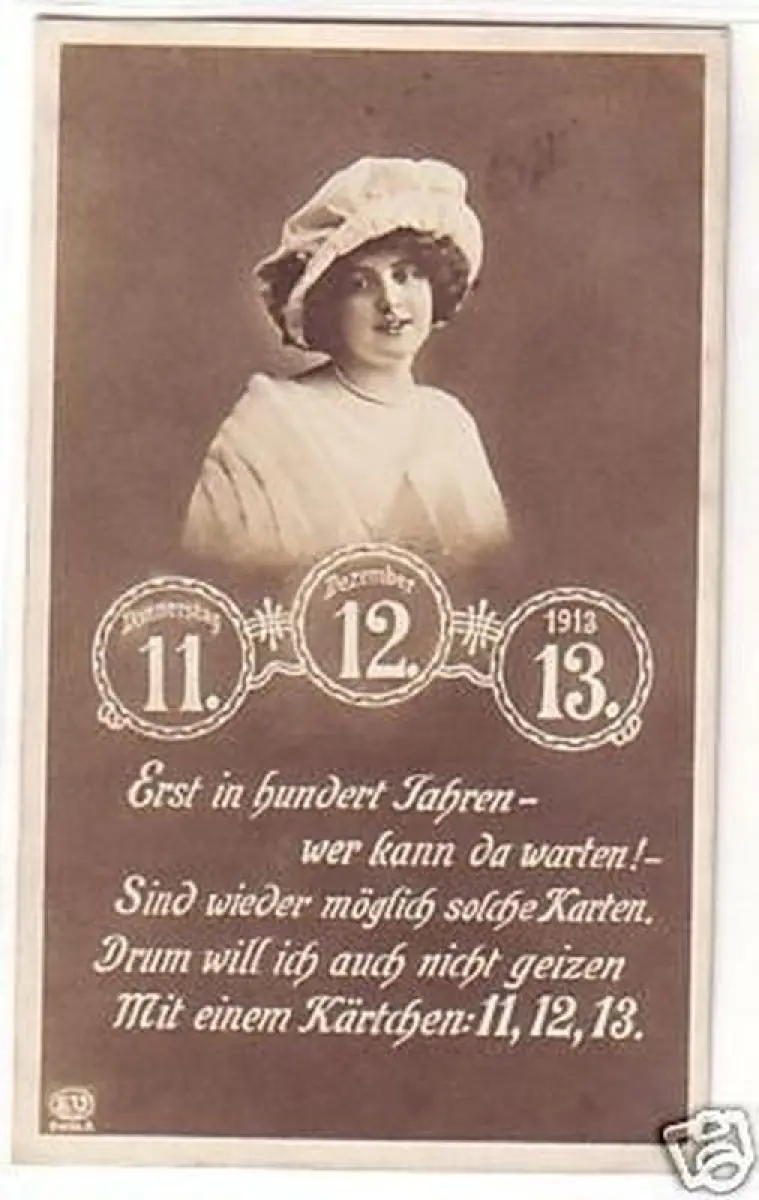 Donnerstag
11.
Dezember
12.
1913
13.
Erst in hundert Jahren –
wer kann da warten! –
Sind wieder möglich solche Karten.
Drum will ich auch nicht geizen
Mit einem Kärtchen: 11, 12, 13.